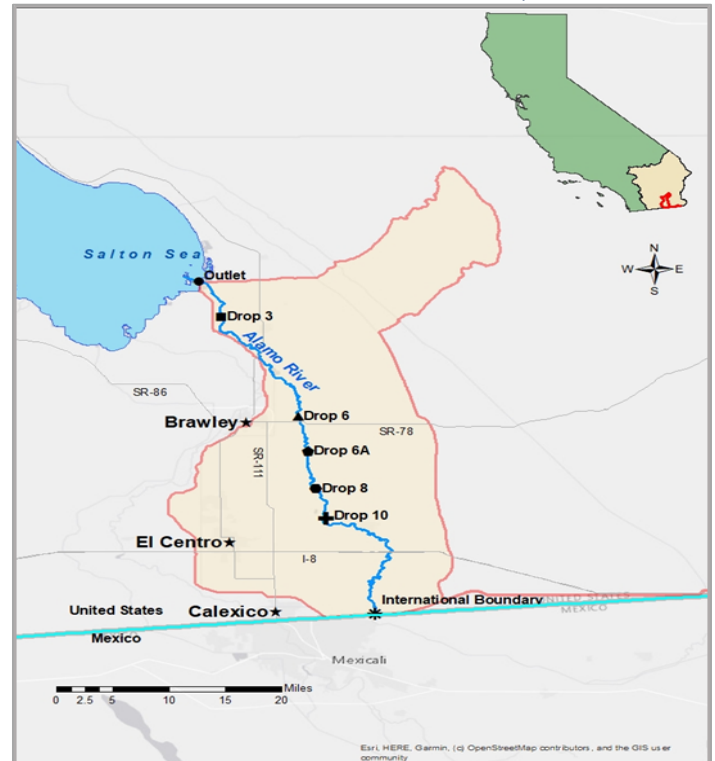 N
W E
S
Salton Sea
Outlet
Drop 3
Alamo River
SR-86
Drop 6
Brawley
SR-78
Drop 6A
SR-111
Drop 8
Drop 10
El Centro
I-8
International Boundary
UNITED STATES
MEXICO
United States
Calexico
Mexico
Mexicali
Miles
0 2.5 5 10 15 20
Esri, HERE, Garmin, (c) OpenStreetMap contributors, and the GIS user
community